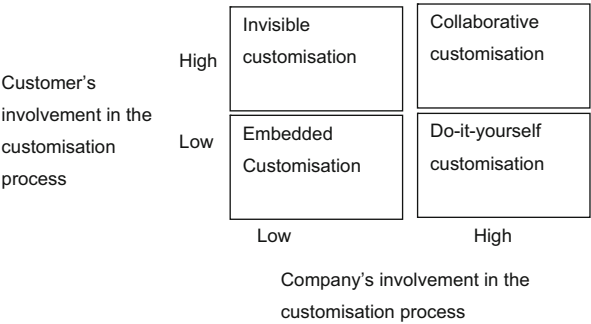 Customer's
involvement in the
customisation
process
High
Low
Invisible
customisation
Collaborative
customisation
Embedded
Customisation
Do-it-yourself
customisation
Low
High
Company's involvement in the
customisation process